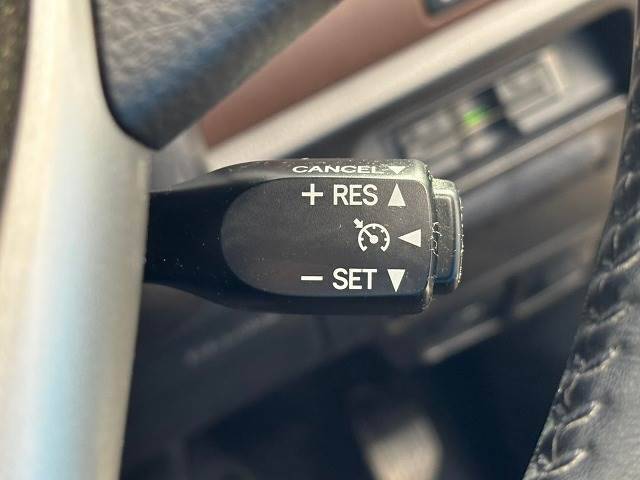 CANCEL▼
+ RES ▲
◀
− SET ▼